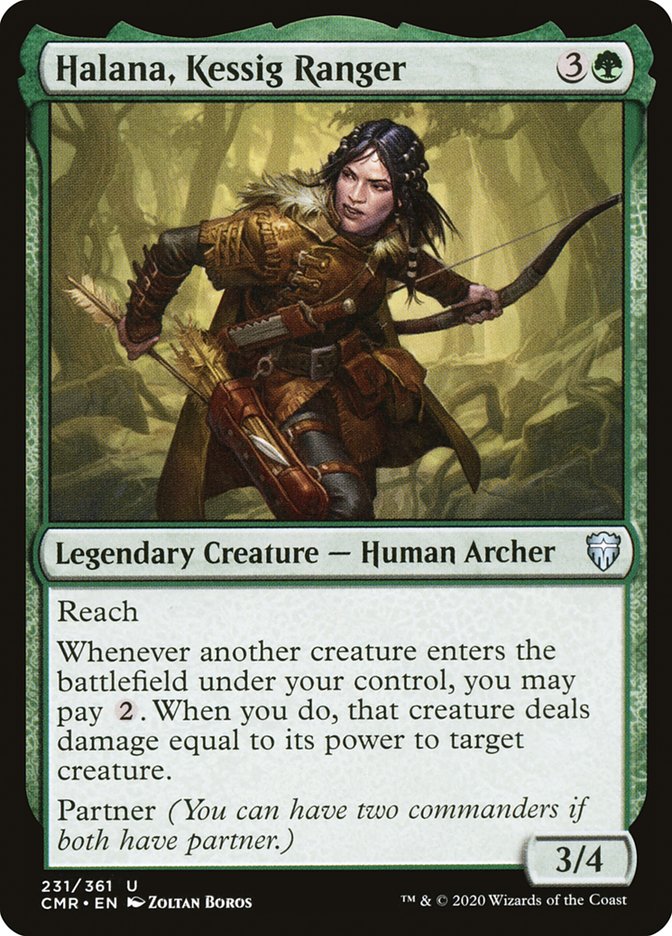 Halana, Kessig Ranger 3
Legendary Creature — Human Archer
Reach
Whenever another creature enters the
battlefield under your control, you may
pay 2. When you do, that creature deals
damage equal to its power to target
creature.
Partner (You can have two commanders if
both have partner.)
3/4
231/361 U
CMR • EN Zoltan Boros
™ & © 2020 Wizards of the Coast